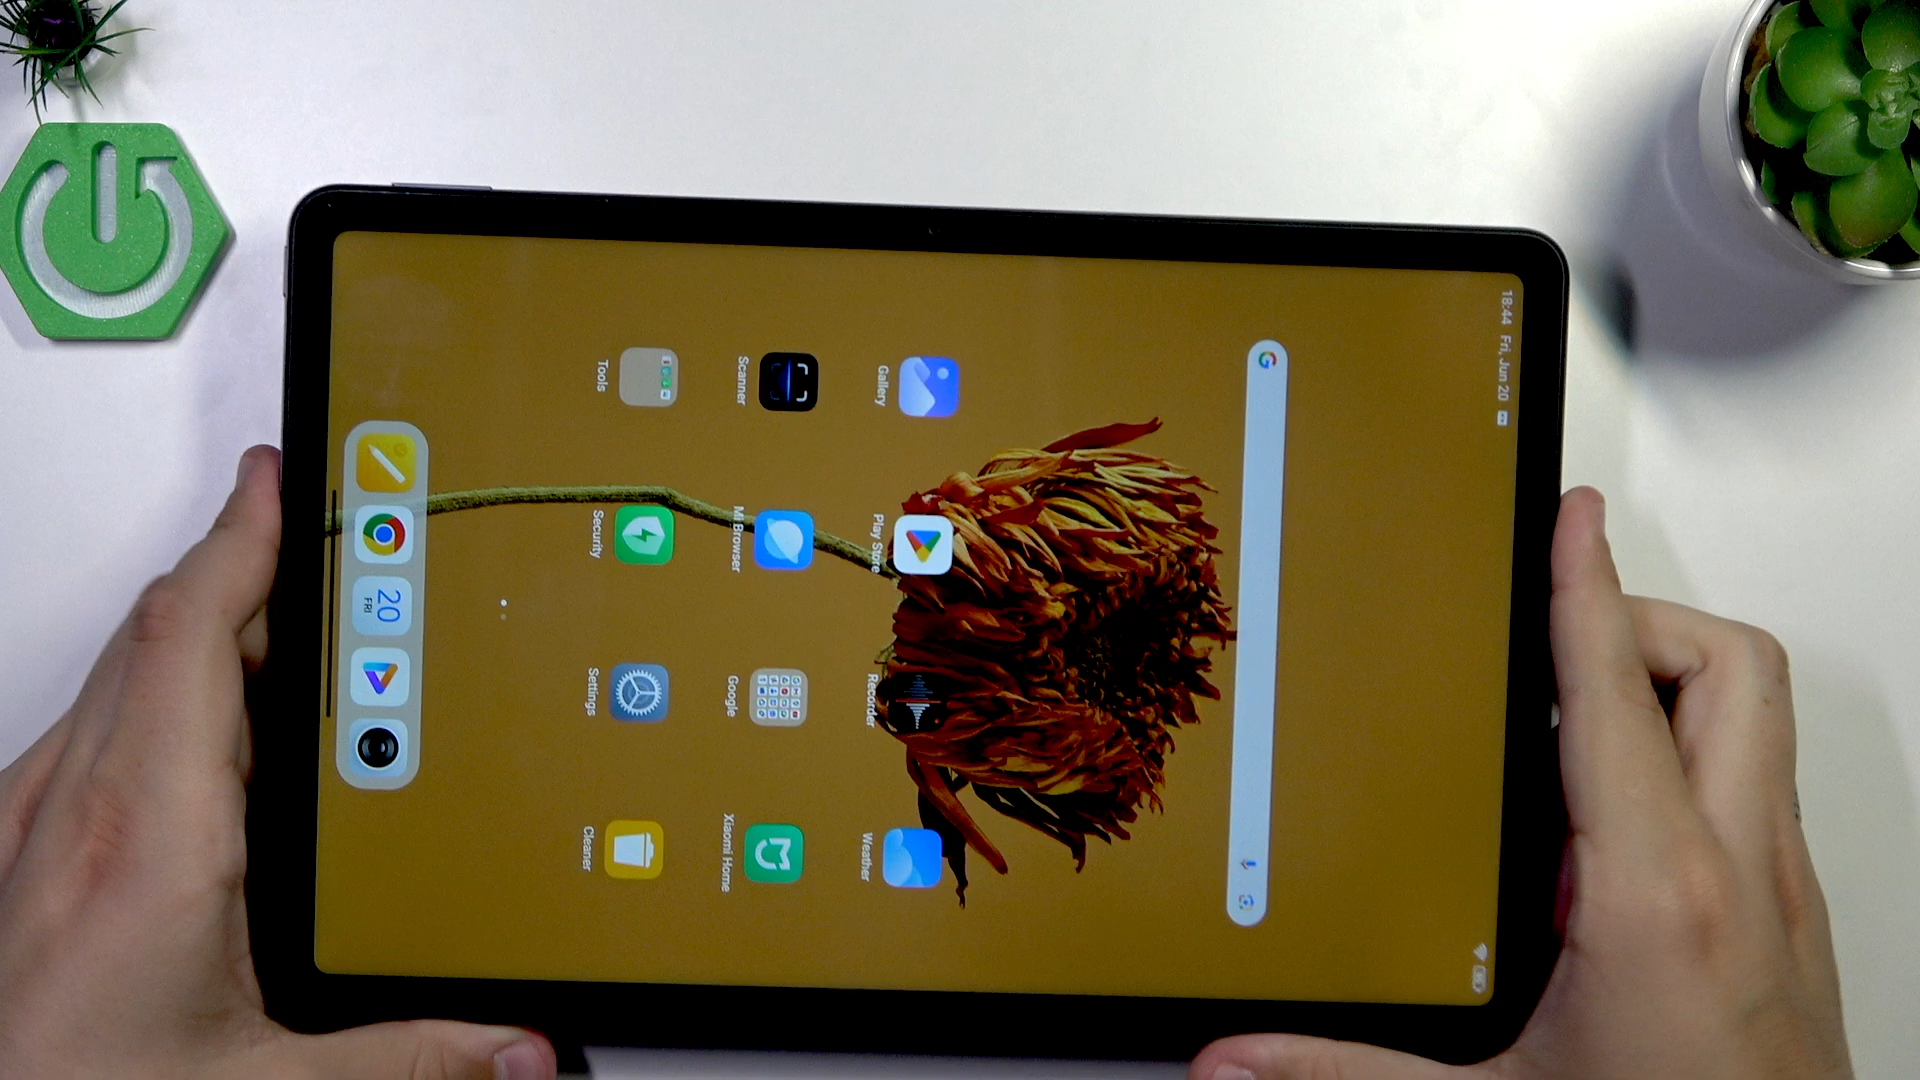 18:44 Fri, Jun 20
Gallery
Play Store
Recorder
Weather
Scanner
Mi Browser
Google
Xiaomi Home
Tools
Security
Settings
Cleaner
20
FRI